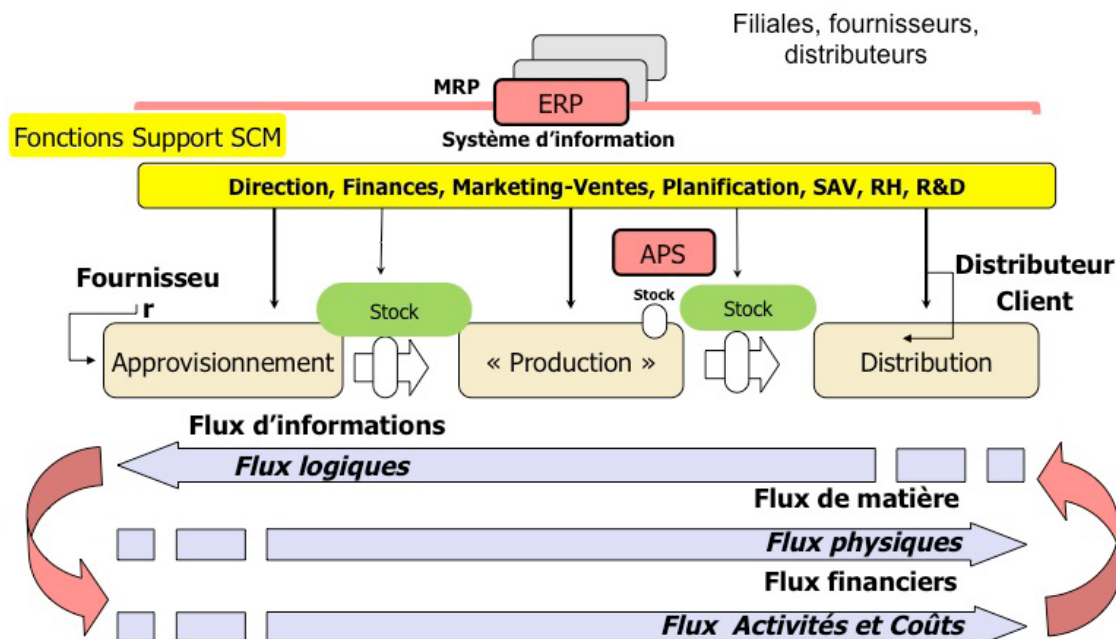 Filiales, fournisseurs,
distributeurs
MRP
ERP
Système d'information
Fonctions Support SCM
Direction, Finances, Marketing-Ventes, Planification, SAV, RH, R&D
APS
Fournisseu
r
Distributeur
Client
Stock
Stock
Stock
Approvisionnement
« Production »
Distribution
Flux d'informations
Flux logiques
Flux de matière
Flux physiques
Flux financiers
Flux Activités et Coûts